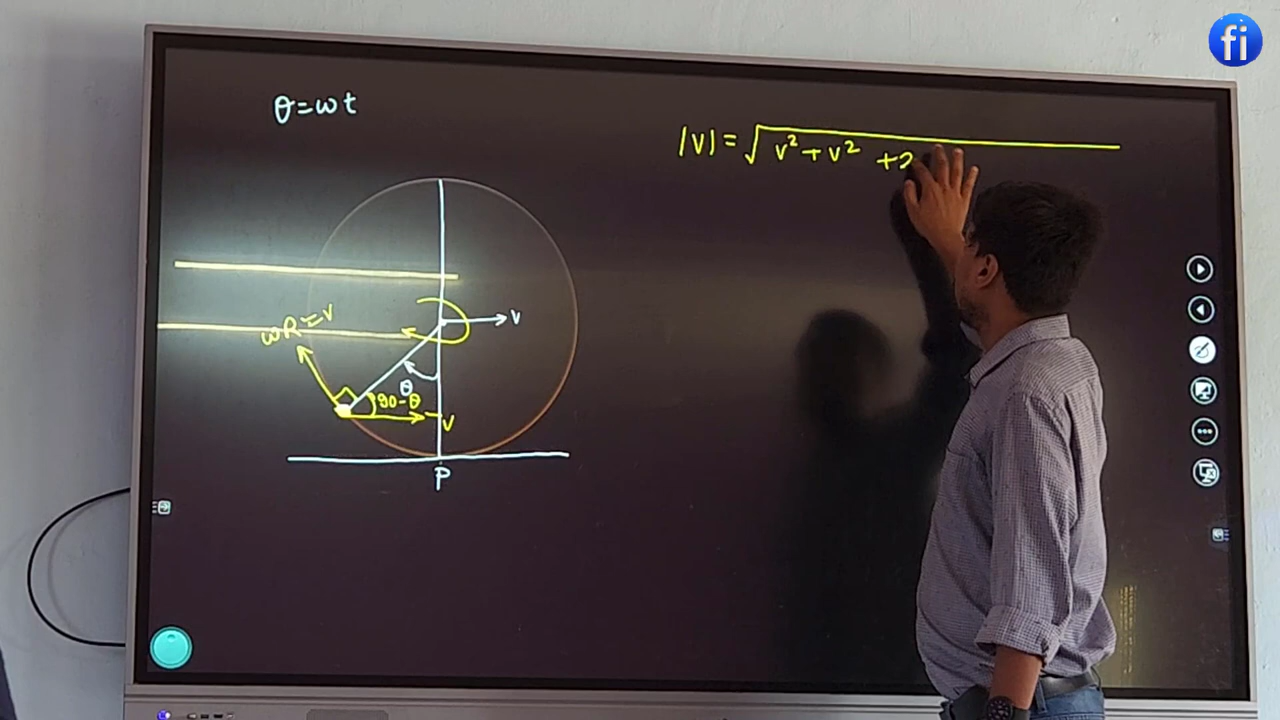 fi
θ = ωt
|V| = √ v² + v² + 2
ωR = v
v
θ
90-θ
v
P